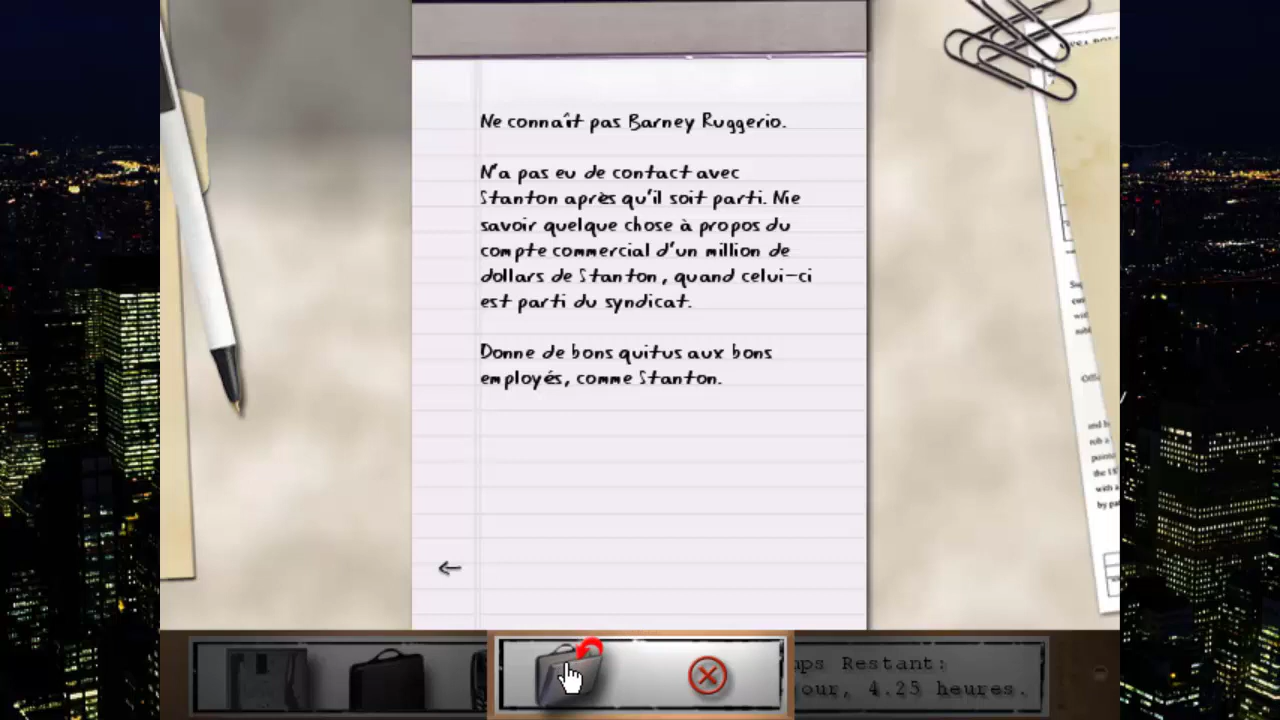 Ne connaît pas Barney Ruggerio.
N'a pas eu de contact avec
Stanton après qu'il soit parti. Nie
savoir quelque chose à propos du
compte commercial d'un million de
dollars de Stanton, quand celui-ci
est parti du syndicat.
Donne de bons quitus aux bons
employés, comme Stanton.
Restant:
4.25 heures.